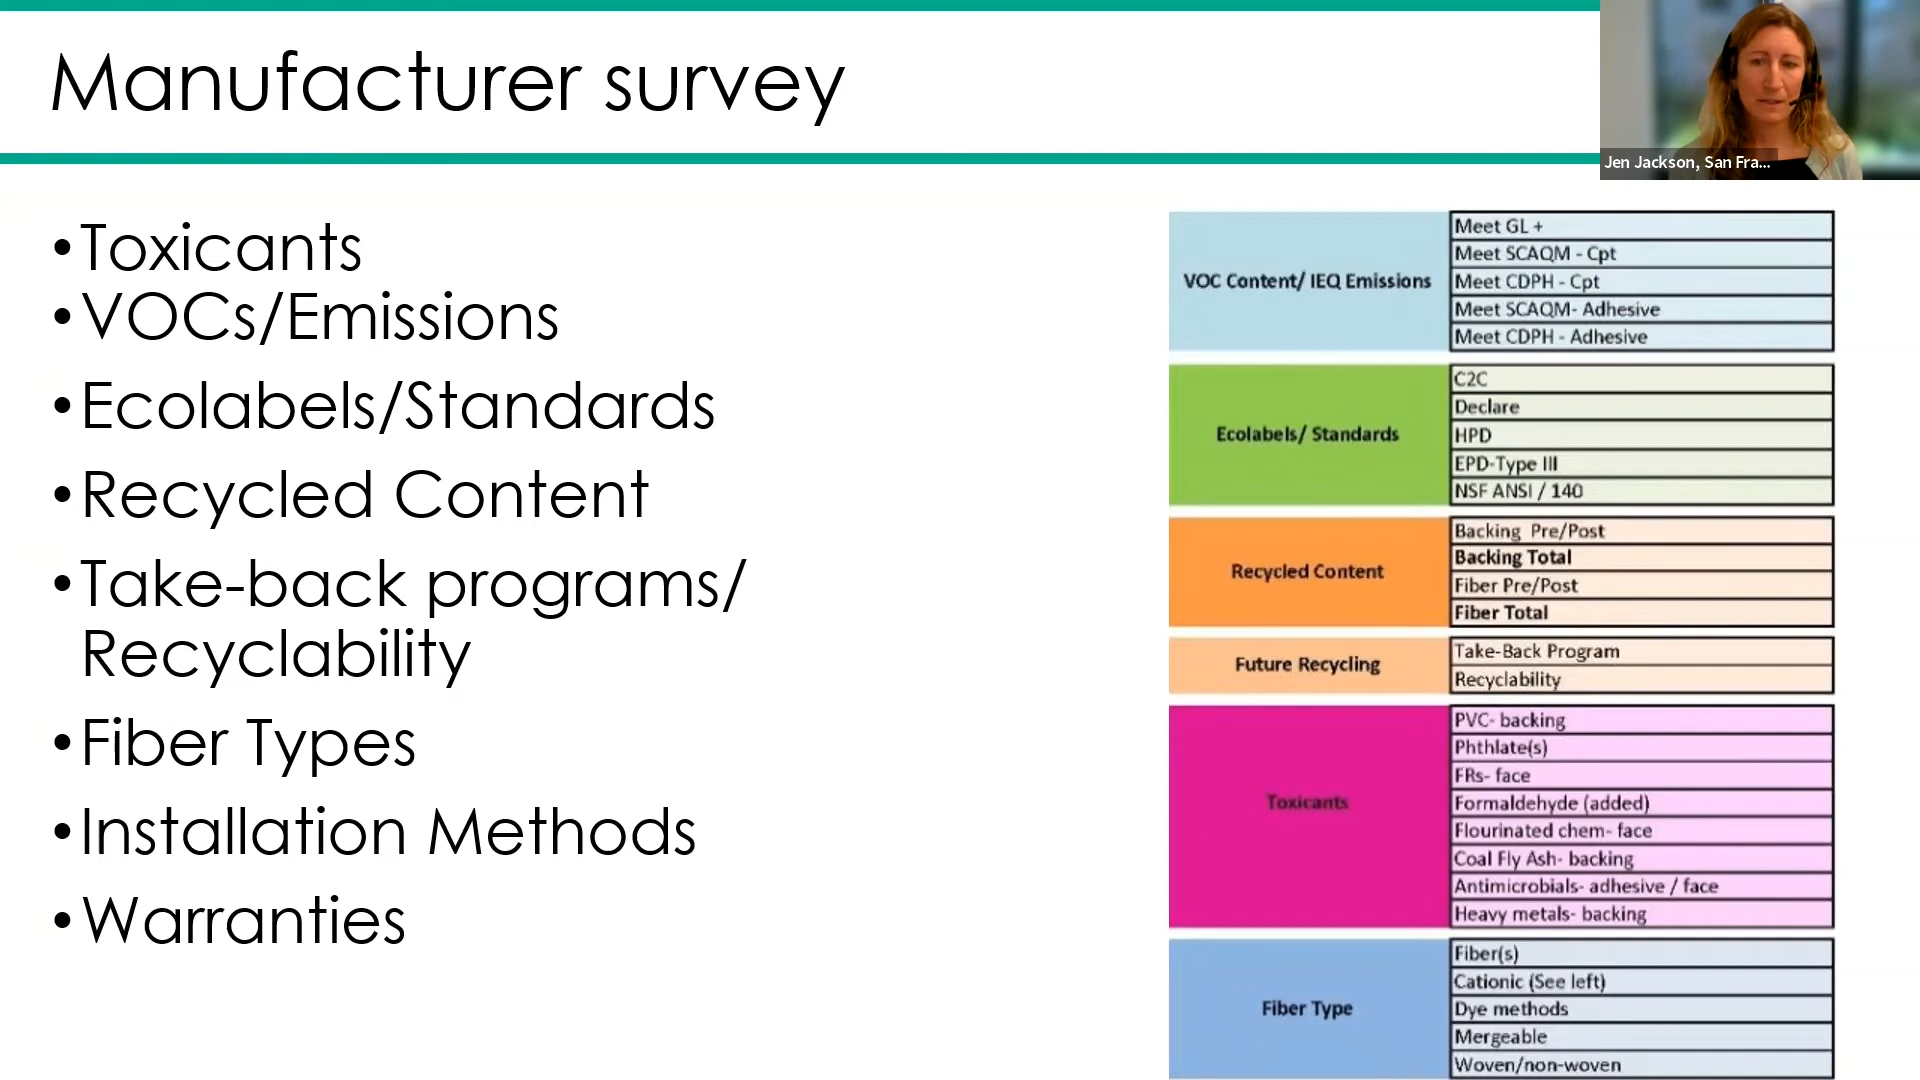 Manufacturer survey
Jen Jackson, San Fra...
•Toxicants
•VOCs/Emissions
•Ecolabels/Standards
•Recycled Content
•Take-back programs/
Recyclability
•Fiber Types
•Installation Methods
•Warranties
VOC Content/ IEQ Emissions
Meet GL +
Meet SCAQM - Cpt
Meet CDPH - Cpt
Meet SCAQM- Adhesive
Meet CDPH - Adhesive
Ecolabels/ Standards
C2C
Declare
HPD
EPD-Type III
NSF ANSI / 140
Recycled Content
Backing Pre/Post
Backing Total
Fiber Pre/Post
Fiber Total
Future Recycling
Take-Back Program
Recyclability
Toxicants
PVC- backing
Phthlate(s)
FRs- face
Formaldehyde (added)
Flourinated chem- face
Coal Fly Ash- backing
Antimicrobials- adhesive / face
Heavy metals- backing
Fiber Type
Fiber(s)
Cationic (See left)
Dye methods
Mergeable
Woven/non-woven